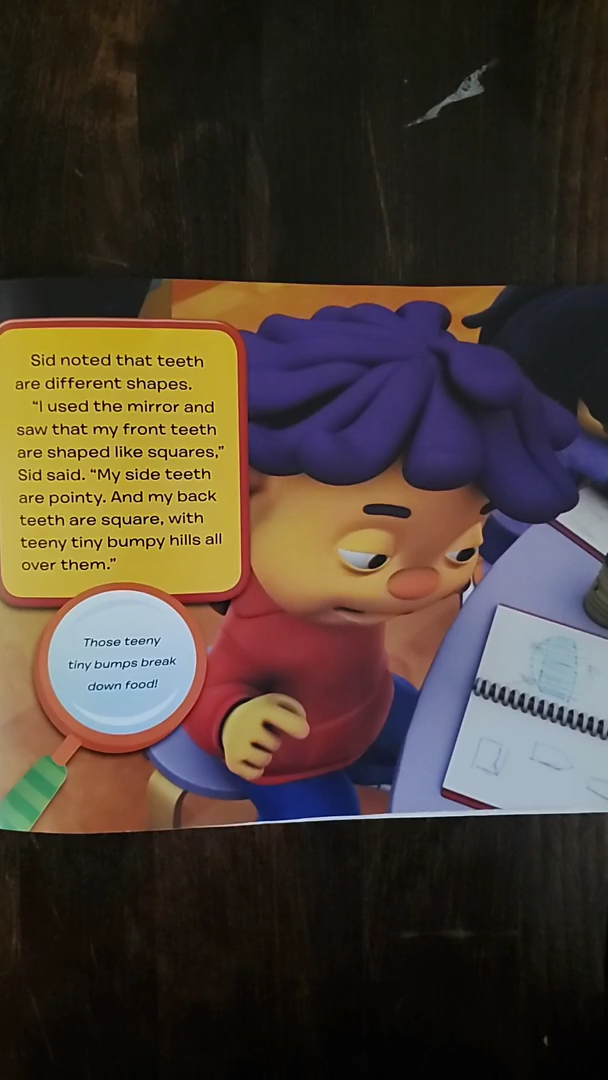 Sid noted that teeth
are different shapes.
“I used the mirror and
saw that my front teeth
are shaped like squares,”
Sid said. “My side teeth
are pointy. And my back
teeth are square, with
teeny tiny bumpy hills all
over them.”
Those teeny
tiny bumps break
down food!